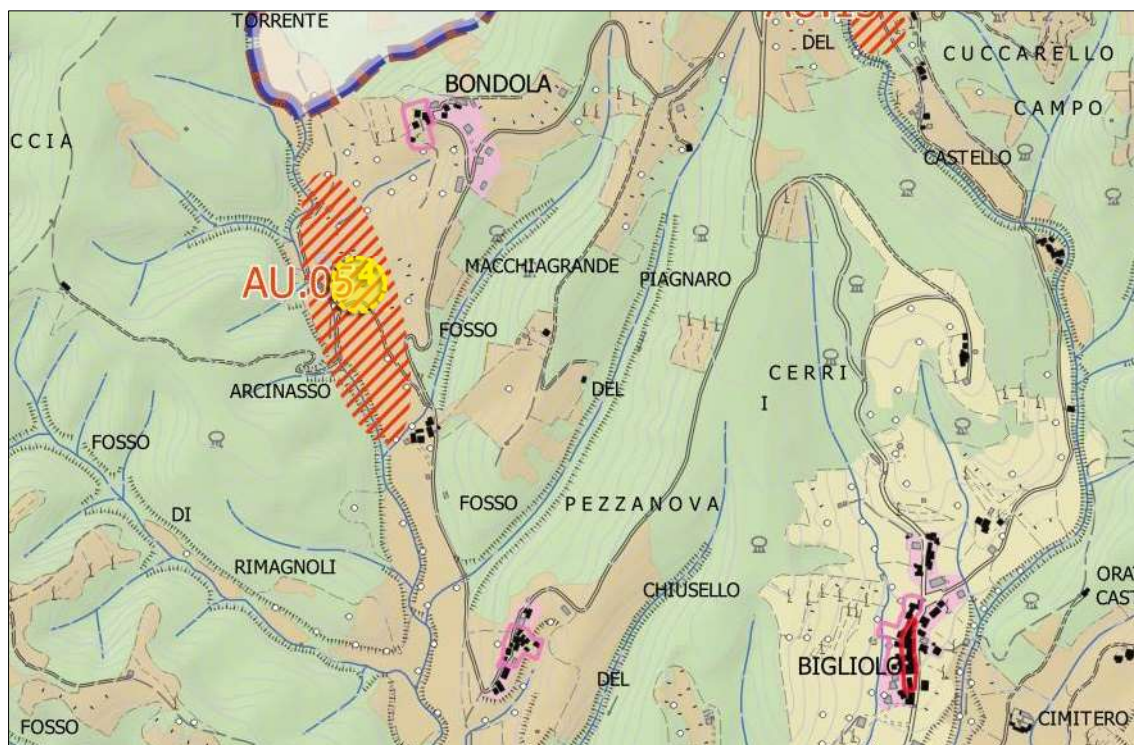 TORRENTE
DEL
CUCCARELLO
BONDOLA
CAMPO
CCIA
CASTELLO
MACCHIAGRANDE
PIAGNARO
AU.054
FOSSO
CERRI
ARCINASSO
DEL
I
FOSSO
FOSSO
PEZZANOVA
DI
RIMAGNOLI
ORA
CAST
CHIUSELLO
BIGLIOLO
DEL
CIMITERO
FOSSO